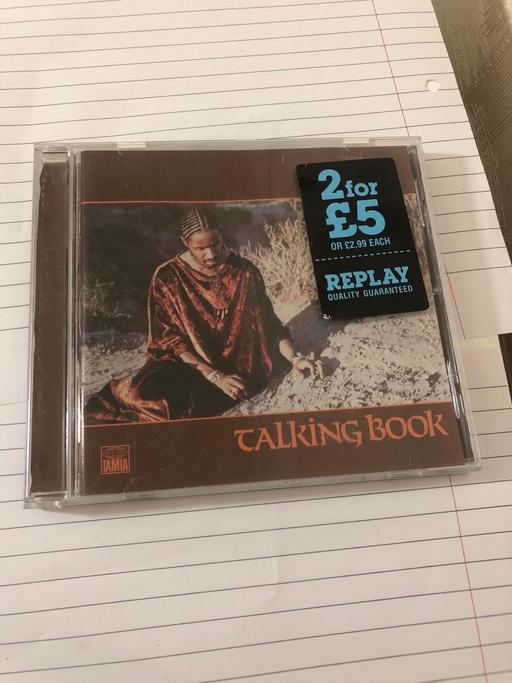 2 for
£5
OR £2.99 EACH
REPLAY
QUALITY GUARANTEED
TALKING BOOK
TAMLA